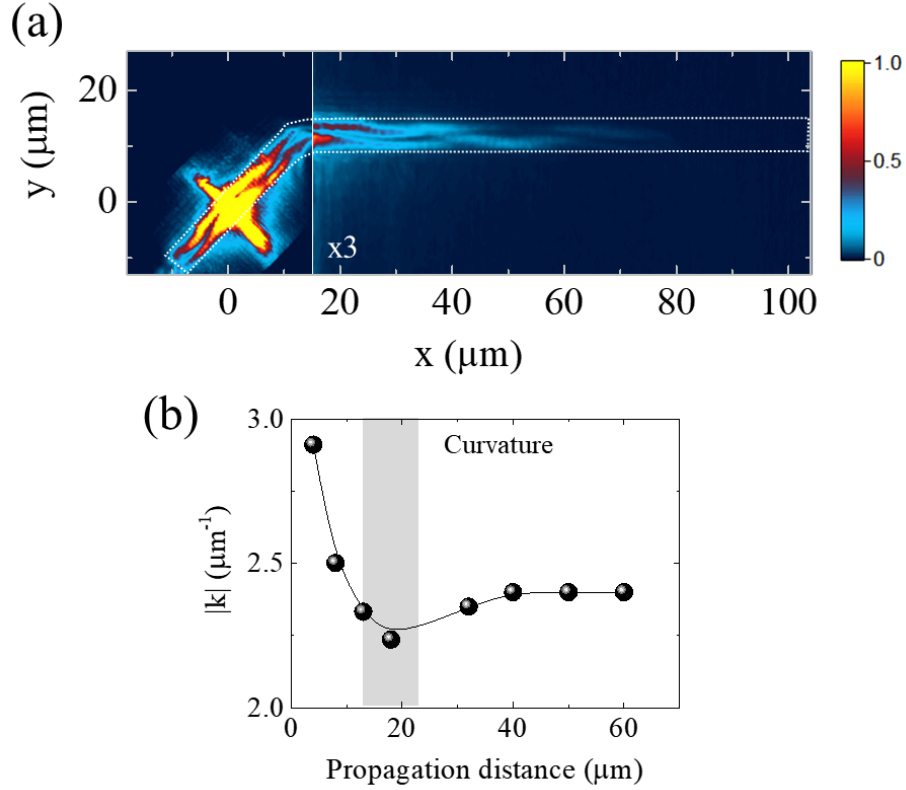 (a)
20
0
y (μm)
x3
1.0
0.5
0
0 20 40 60 80 100
x (μm)
(b)
3.0
2.5
2.0
|k| (μm⁻¹)
Curvature
0 20 40 60
Propagation distance (μm)